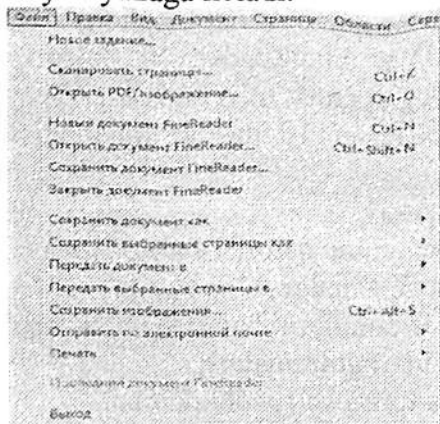 Файл Правка Вид Документ Страницы Области Серв
Новое задание...
Сканировать страницы... Ctrl+K
Открыть PDF/изображение... Ctrl+O
Новый документ FineReader Ctrl+N
Открыть документ FineReader... Ctrl+Shift+N
Сохранить документ FineReader...
Закрыть документ FineReader
Сохранить документ как
Сохранить выбранные страницы как
Передать документ в
Передать выбранные страницы в
Сохранить изображения... Ctrl+Alt+S
Отправить по электронной почте
Печать
Последний документ FineReader
Выход